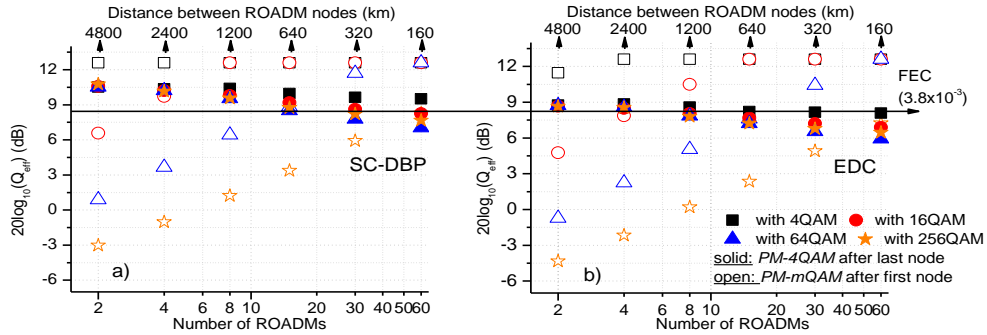 Distance between ROADM nodes (km)
4800 2400 1200 640 320 160
20log10(Qeff) (dB)
12
9
6
3
0
-3
-6
SC-DBP
a)
2 4 6 8 10 20 30 40 50 60
Number of ROADMs
Distance between ROADM nodes (km)
4800 2400 1200 640 320 160
FEC
(3.8x10-3)
20log10(Qeff) (dB)
12
9
6
3
0
-3
-6
EDC
with 4QAM with 16QAM
with 64QAM with 256QAM
solid: PM-4QAM after last node
open: PM-mQAM after first node
b)
2 4 6 8 10 20 30 40 50 60
Number of ROADMs